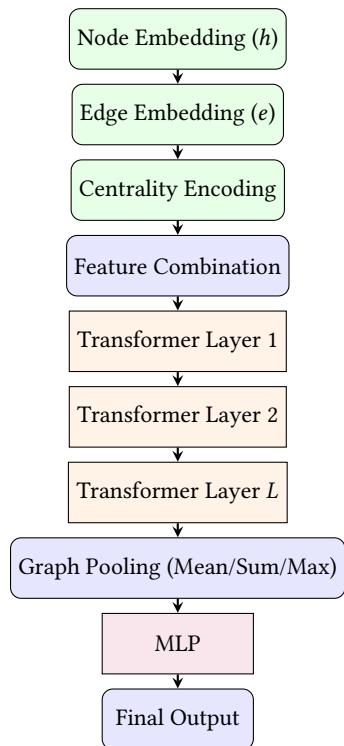 Node Embedding (h)
Edge Embedding (e)
Centrality Encoding
Feature Combination
Transformer Layer 1
Transformer Layer 2
Transformer Layer L
Graph Pooling (Mean/Sum/Max)
MLP
Final Output